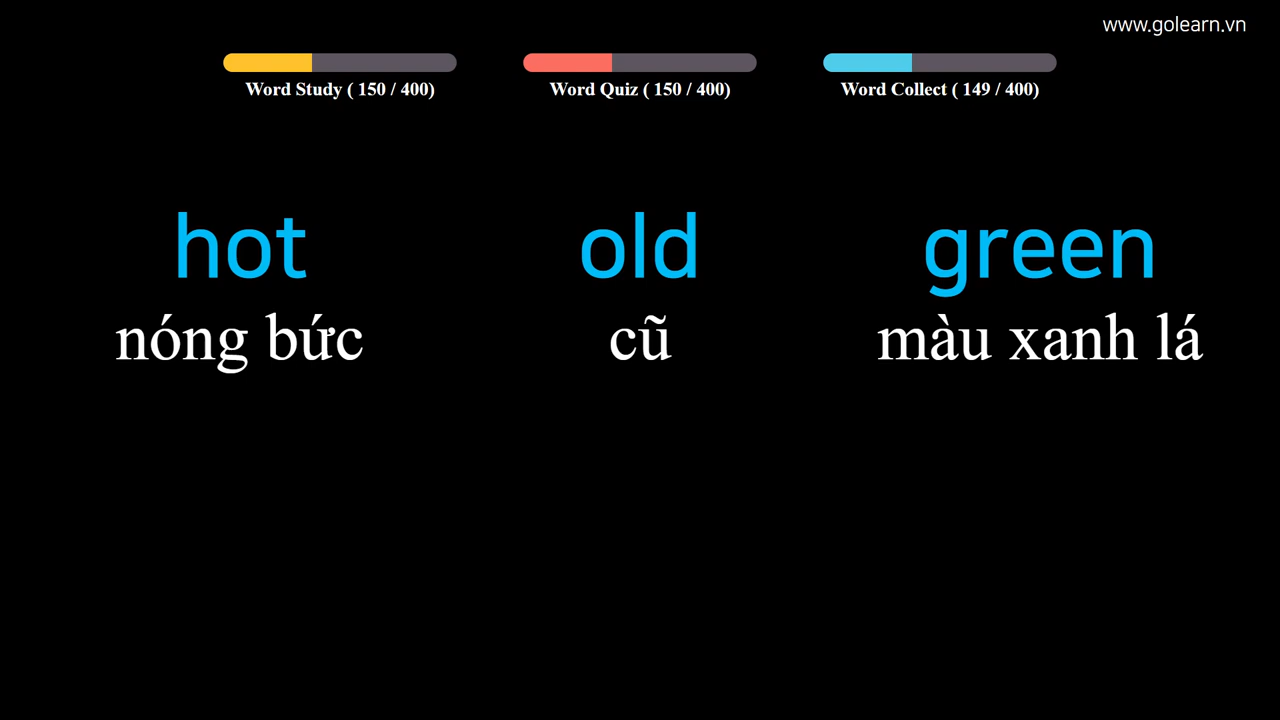 www.golearn.vn
Word Study ( 150 / 400)
Word Quiz ( 150 / 400)
Word Collect ( 149 / 400)
hot
nóng bức
old
cũ
green
màu xanh lá